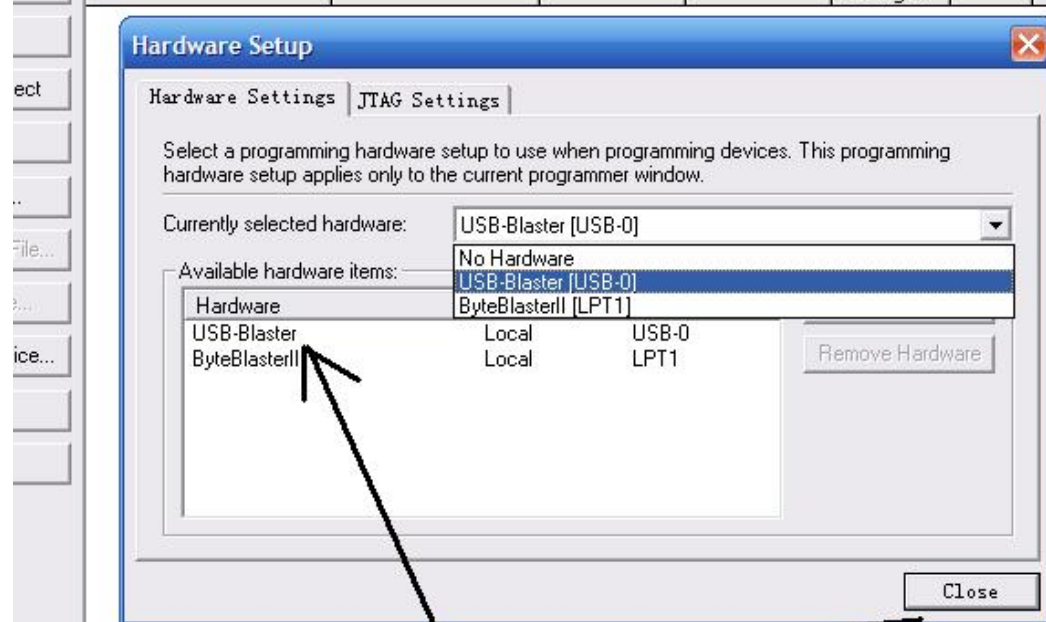 Hardware Setup
ect
Hardware Settings JTAG Settings
Select a programming hardware setup to use when programming devices. This programming
hardware setup applies only to the current programmer window.
Currently selected hardware: USB-Blaster [USB-0]
File...
No Hardware
Available hardware items:
USB-Blaster [USB-0]
Hardware
ByteBlasterII [LPT1]
USB-Blaster Local USB-0
ice...
ByteBlasterII Local LPT1
Remove Hardware
Close